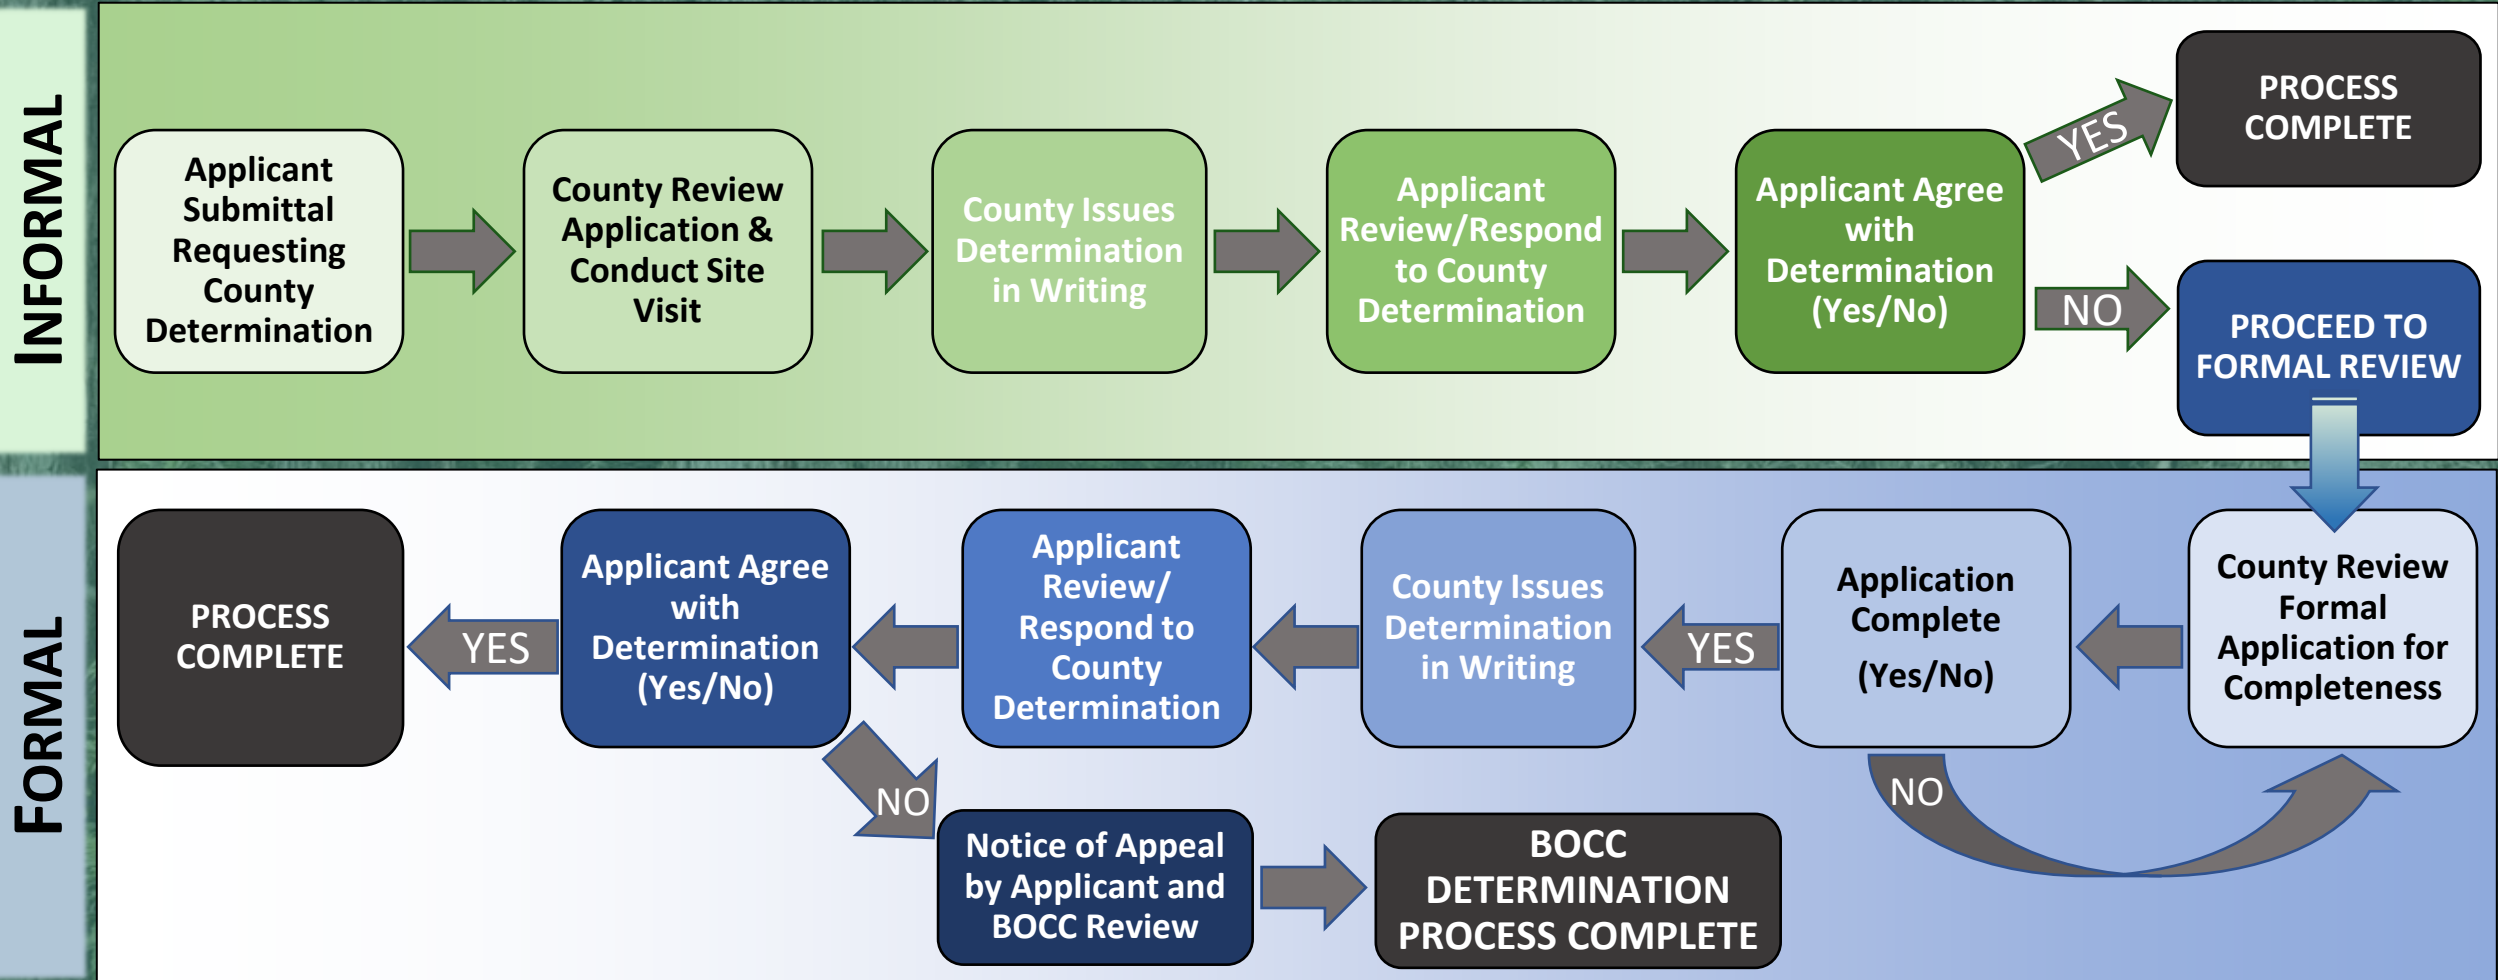 INFORMAL
Applicant
Submittal
Requesting
County
Determination
County Review
Application &
Conduct Site
Visit
County Issues
Determination
in Writing
Applicant
Review/Respond
to County
Determination
Applicant Agree
with
Determination
(Yes/No)
YES
PROCESS
COMPLETE
NO
PROCEED TO
FORMAL REVIEW
FORMAL
County Review
Formal
Application for
Completeness
Application
Complete
(Yes/No)
NO
YES
County Issues
Determination
in Writing
Applicant
Review/
Respond to
County
Determination
Applicant Agree
with
Determination
(Yes/No)
YES
PROCESS
COMPLETE
NO
Notice of Appeal
by Applicant and
BOCC Review
BOCC
DETERMINATION
PROCESS COMPLETE